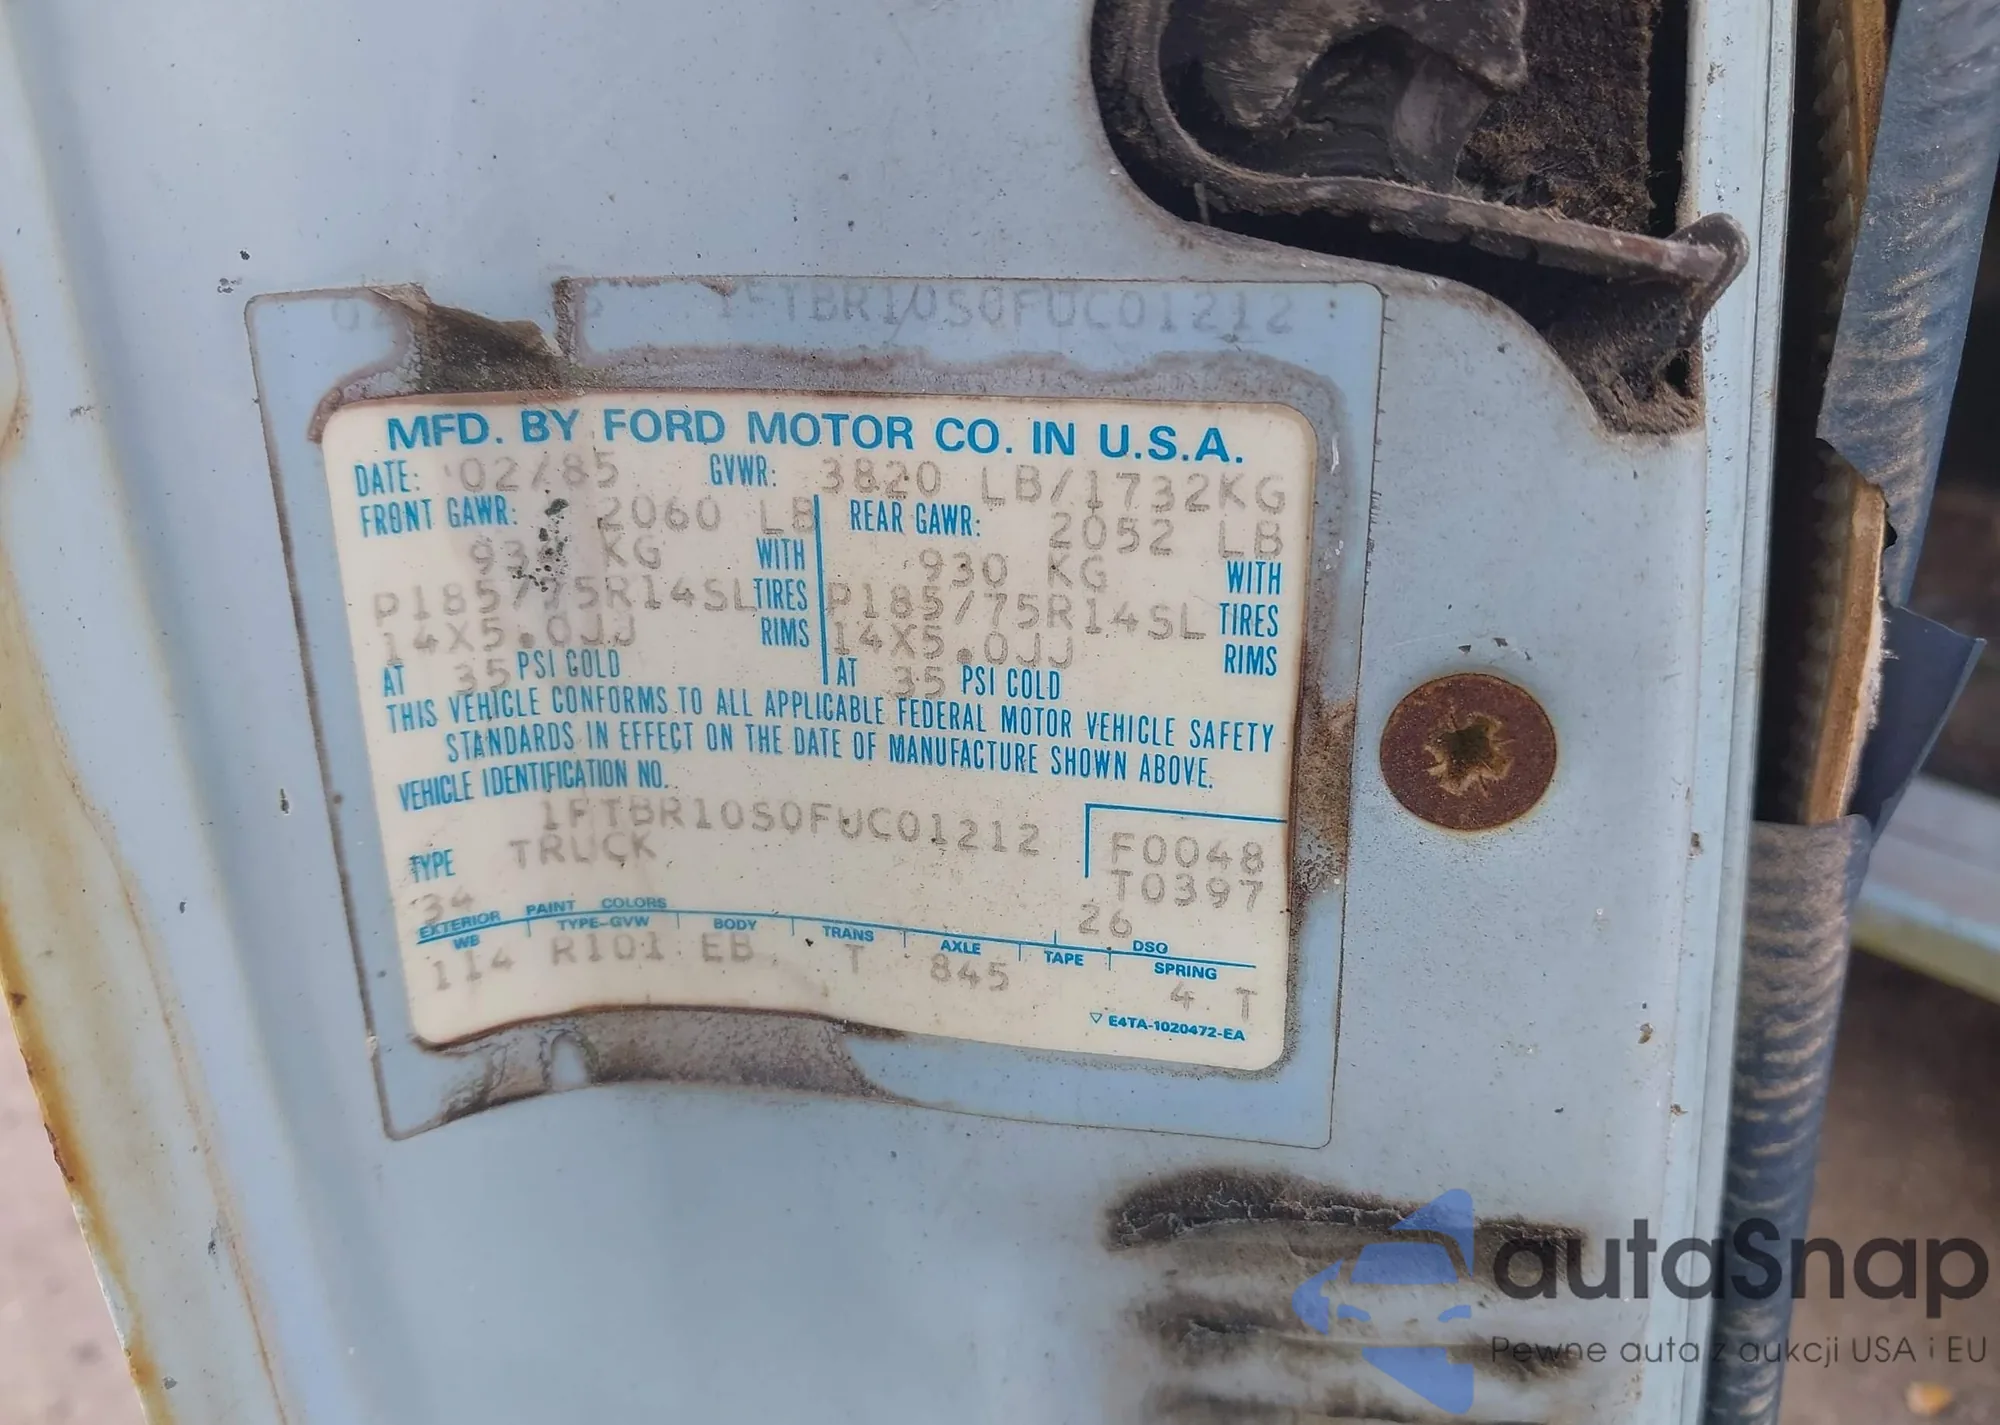 1FTBR10S0FUC01212
MFD. BY FORD MOTOR CO. IN U.S.A.
DATE: 02/85 GVWR: 3820 LB/1732KG
FRONT GAWR: 2060 LB REAR GAWR: 2052 LB
KG WITH 930 KG WITH
P185/75R14SL TIRES P185/75R14SL TIRES
14X5.0JJ RIMS 14X5.0JJ RIMS
AT 35 PSI COLD AT 35 PSI COLD
THIS VEHICLE CONFORMS TO ALL APPLICABLE FEDERAL MOTOR VEHICLE SAFETY
STANDARDS IN EFFECT ON THE DATE OF MANUFACTURE SHOWN ABOVE.
VEHICLE IDENTIFICATION NO.
1FTBR10S0FUC01212
TYPE TRUCK F0048
T0397
34 26
EXTERIOR PAINT COLORS DSO
WB TYPE-GVW BODY TRANS AXLE TAPE SPRING
114 R101 EB T 845 4 T
▽ E4TA-1020472-EA
autaSnap
Pewne auta z aukcji USA i EU